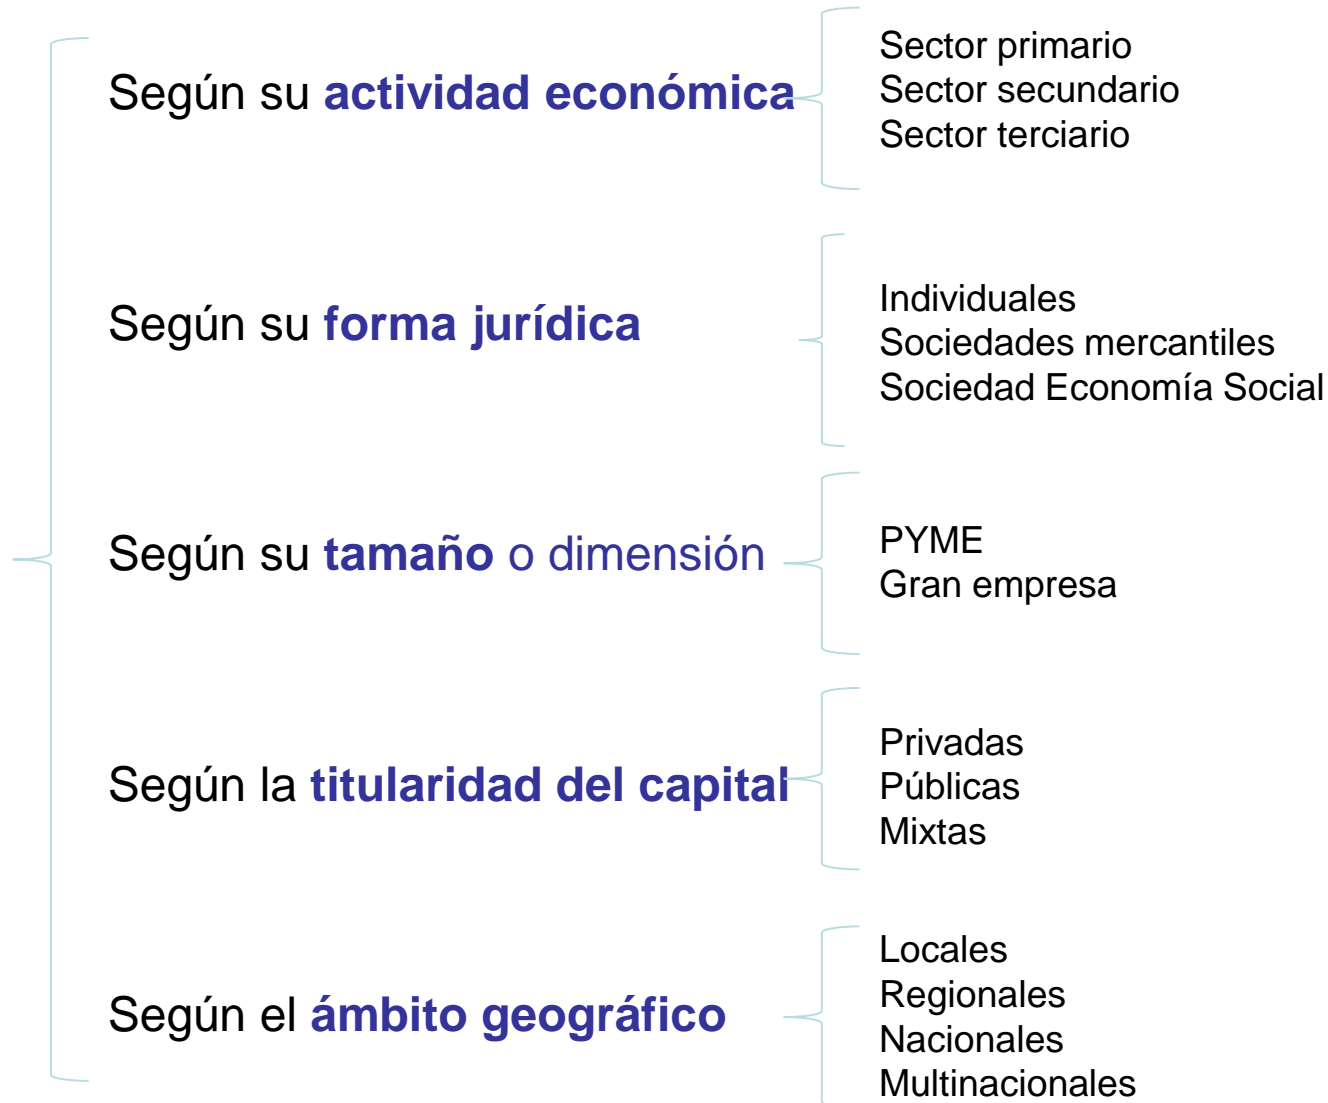 Según su actividad económica
Sector primario
Sector secundario
Sector terciario
Según su forma jurídica
Individuales
Sociedades mercantiles
Sociedad Economía Social
Según su tamaño o dimensión
PYME
Gran empresa
Según la titularidad del capital
Privadas
Públicas
Mixtas
Según el ámbito geográfico
Locales
Regionales
Nacionales
Multinacionales